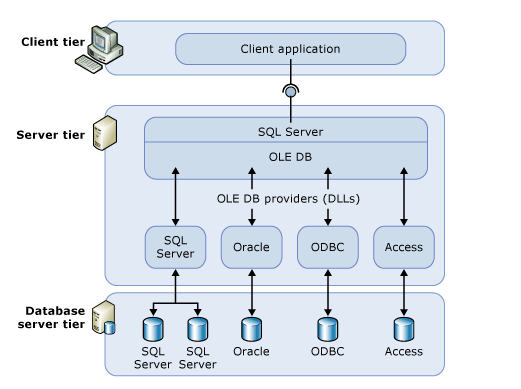 Client tier
Client application
Server tier
SQL Server
OLE DB
OLE DB providers (DLLs)
SQL
Server
Oracle
ODBC
Access
Database
server tier
SQL
Server
SQL
Server
Oracle
ODBC
Access